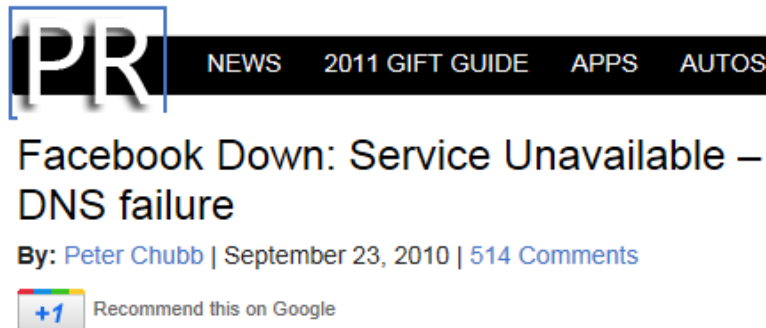 PR
NEWS 2011 GIFT GUIDE APPS AUTOS
Facebook Down: Service Unavailable –
DNS failure
By: Peter Chubb | September 23, 2010 | 514 Comments
+1 Recommend this on Google